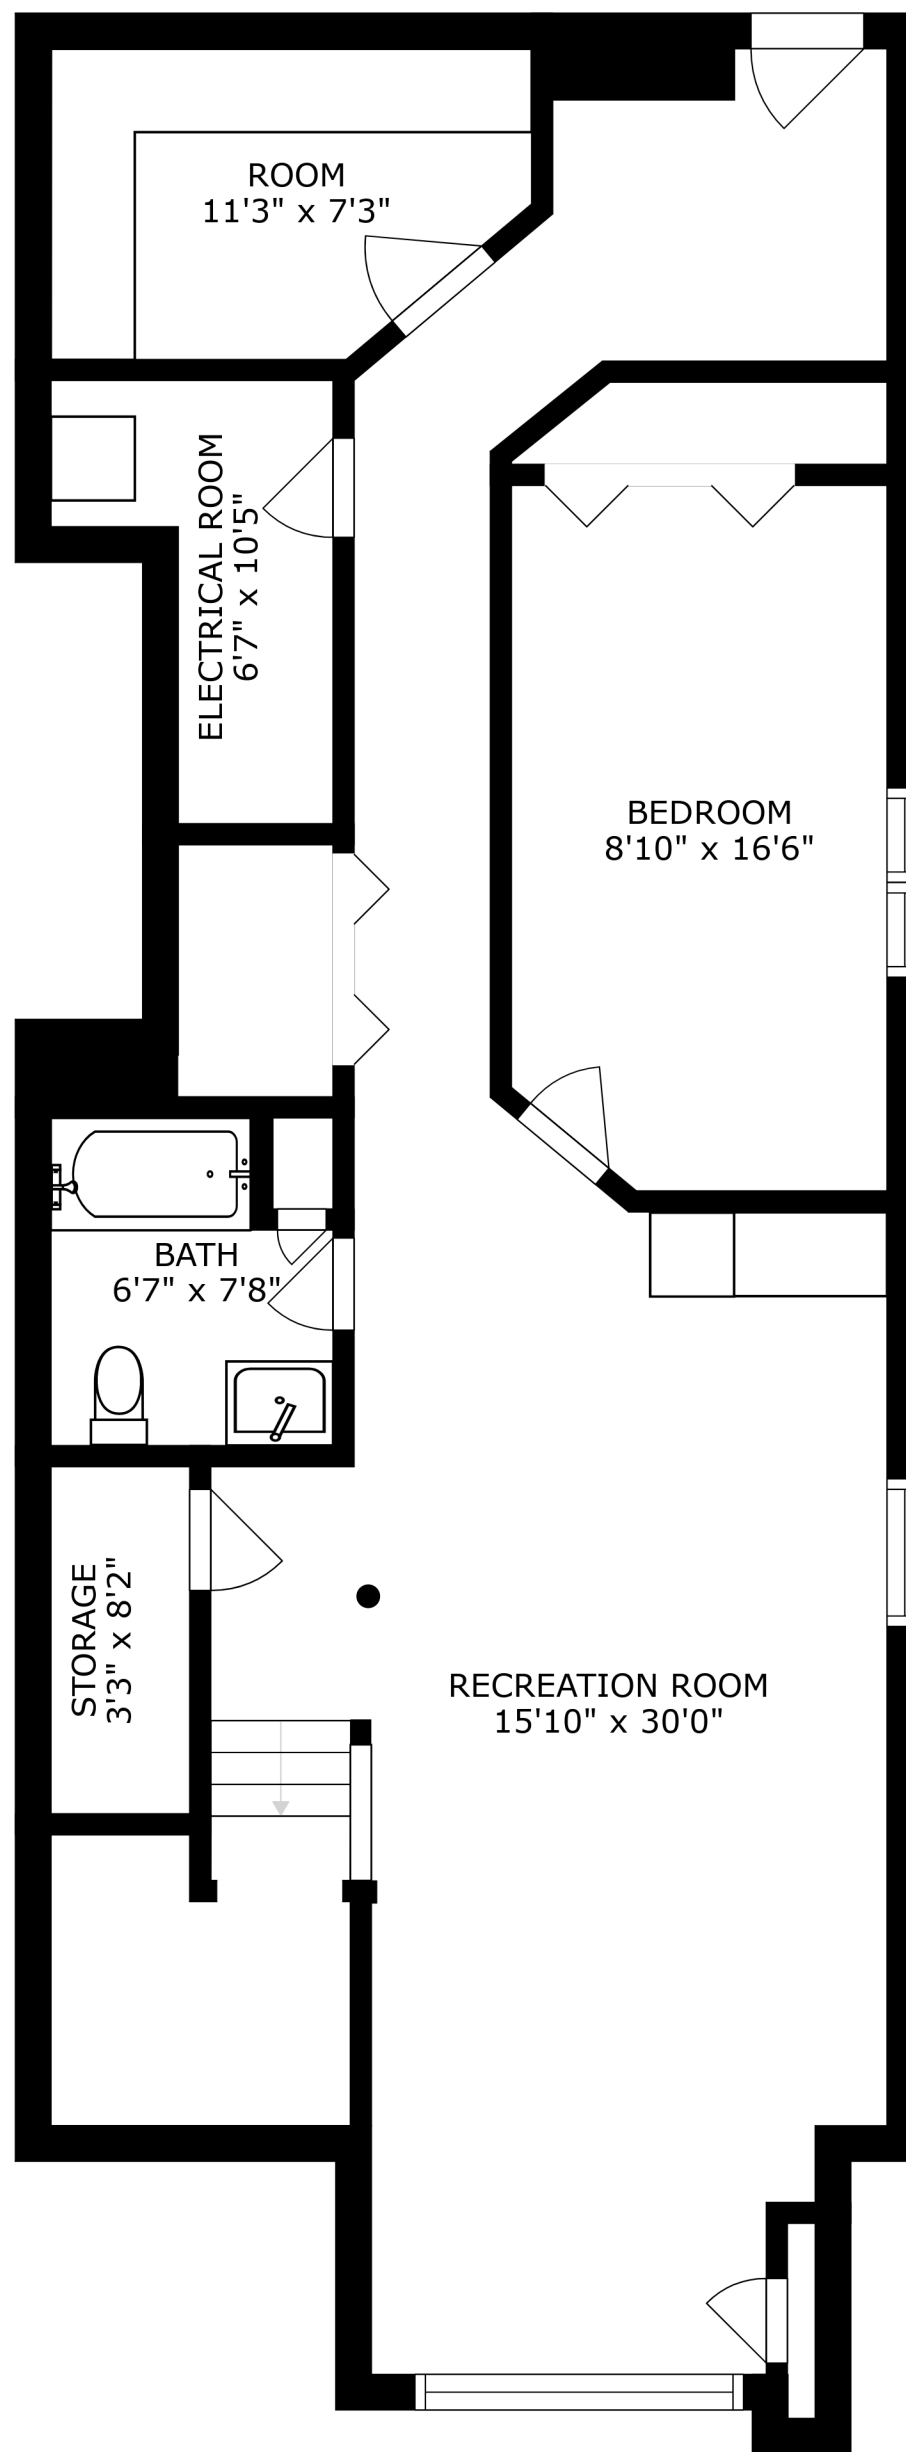 ROOM
11'3" x 7'3"
ELECTRICAL ROOM
6'7" x 10'5"
BEDROOM
8'10" x 16'6"
BATH
6'7" x 7'8"
STORAGE
3'3" x 8'2"
RECREATION ROOM
15'10" x 30'0"